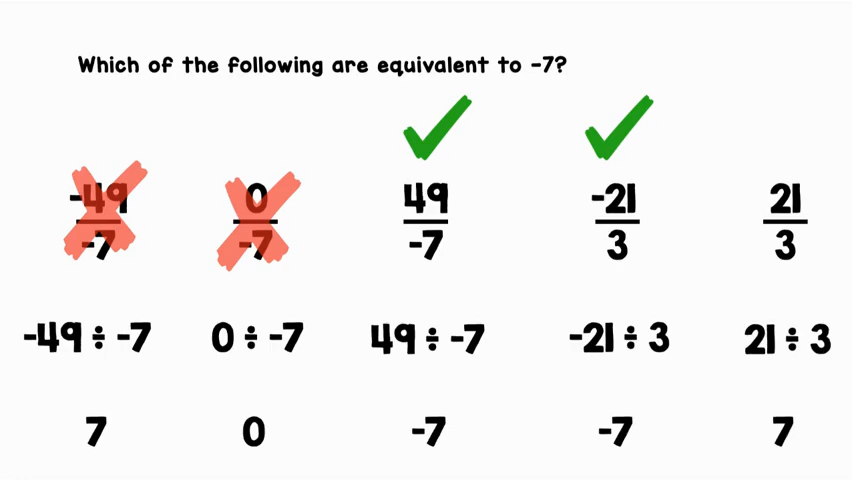 Which of the following are equivalent to -7?
-49 0 49 -21 21
-7 -7 -7 3 3
-49 ÷ -7 0 ÷ -7 49 ÷ -7 -21 ÷ 3 21 ÷ 3
7 0 -7 -7 7